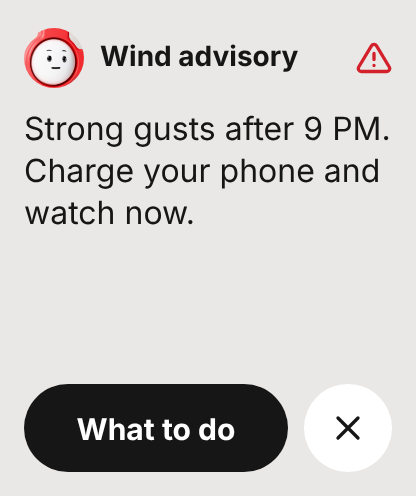 Wind advisory
Strong gusts after 9 PM.
Charge your phone and
watch now.
What to do